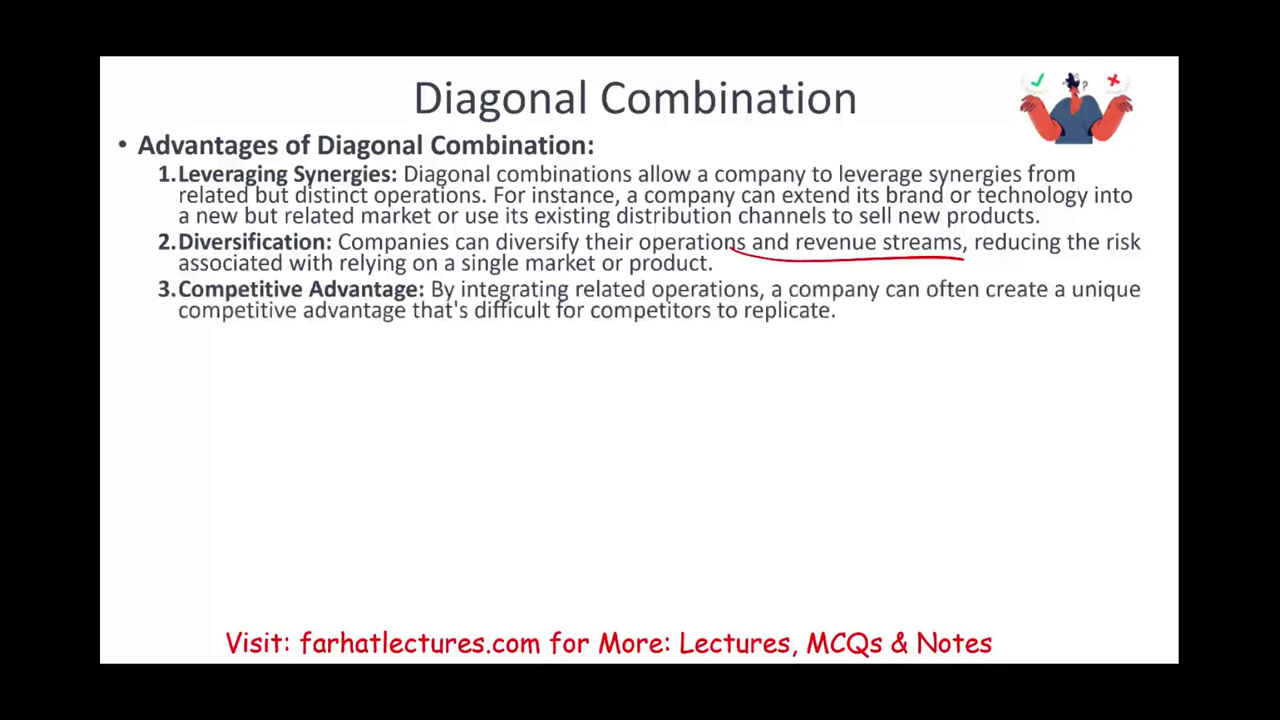 Diagonal Combination
• Advantages of Diagonal Combination:
1. Leveraging Synergies: Diagonal combinations allow a company to leverage synergies from
related but distinct operations. For instance, a company can extend its brand or technology into
a new but related market or use its existing distribution channels to sell new products.
2. Diversification: Companies can diversify their operations and revenue streams, reducing the risk
associated with relying on a single market or product.
3. Competitive Advantage: By integrating related operations, a company can often create a unique
competitive advantage that's difficult for competitors to replicate.
Visit: farhatlectures.com for More: Lectures, MCQs & Notes